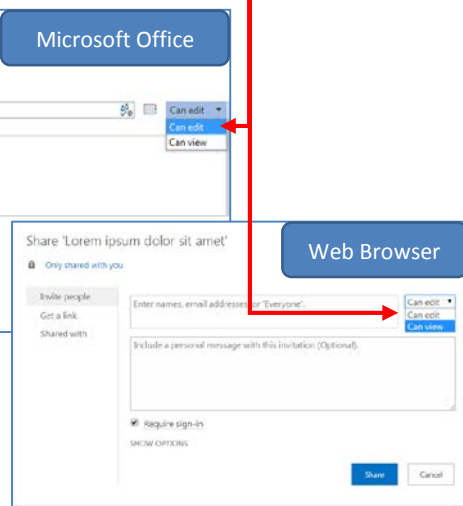 Microsoft Office
Can edit
Can edit
Can view
Share 'Lorem ipsum dolor sit amet'
Web Browser
Only shared with you
Invite people
Get a link
Shared with
Enter names, email addresses, or 'Everyone'.
Can edit
Can edit
Can view
Include a personal message with this invitation (Optional).
Require sign-in
SHOW OPTIONS
Share
Cancel